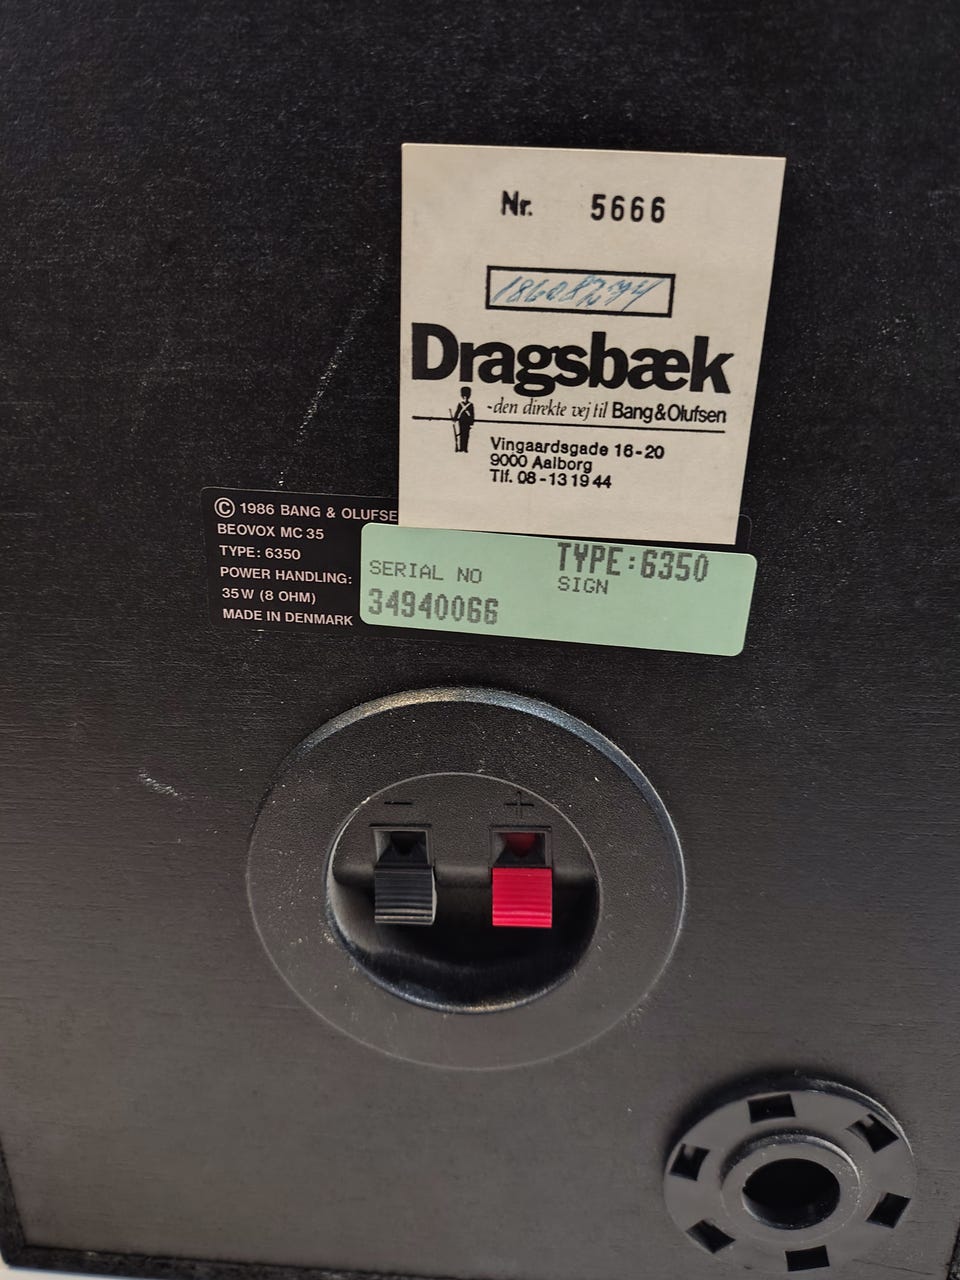 Nr. 5666
Dragsbæk
-den direkte vej til Bang & Olufsen
Vingaardsgade 16-20
9000 Aalborg
Tlf. 08-13 19 44
© 1986 BANG & OLUFSE
BEOVOX MC 35
TYPE: 6350
POWER HANDLING:
35 W (8 OHM)
MADE IN DENMARK
TYPE:6350
SERIAL NO SIGN
34940066
− +